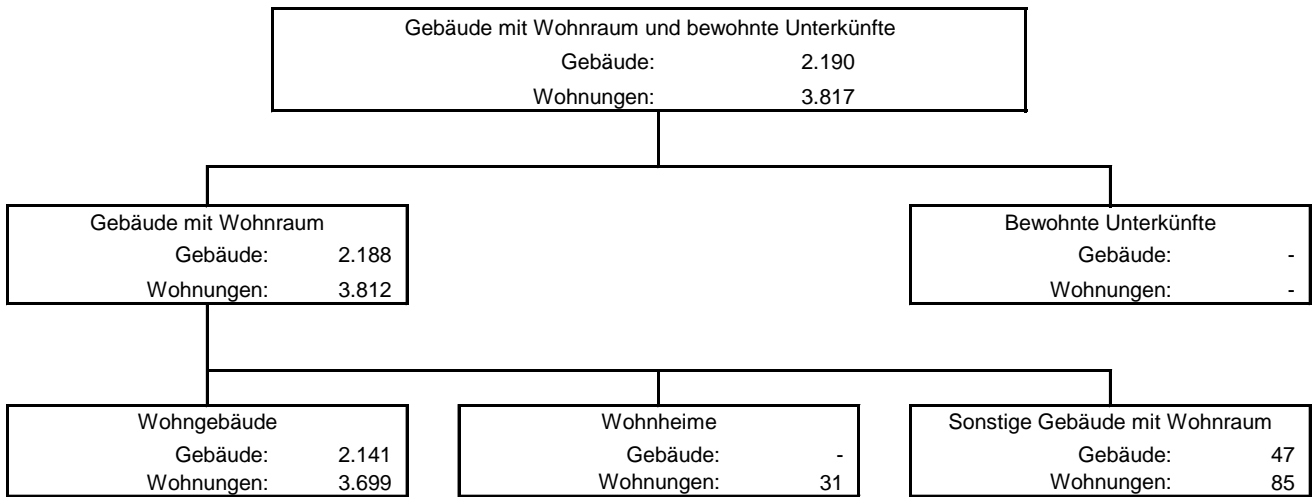 Gebäude mit Wohnraum und bewohnte Unterkünfte
Gebäude: 2.190
Wohnungen: 3.817
Gebäude mit Wohnraum
Gebäude: 2.188
Wohnungen: 3.812
Bewohnte Unterkünfte
Gebäude: -
Wohnungen: -
Wohngebäude
Gebäude: 2.141
Wohnungen: 3.699
Wohnheime
Gebäude: -
Wohnungen: 31
Sonstige Gebäude mit Wohnraum
Gebäude: 47
Wohnungen: 85